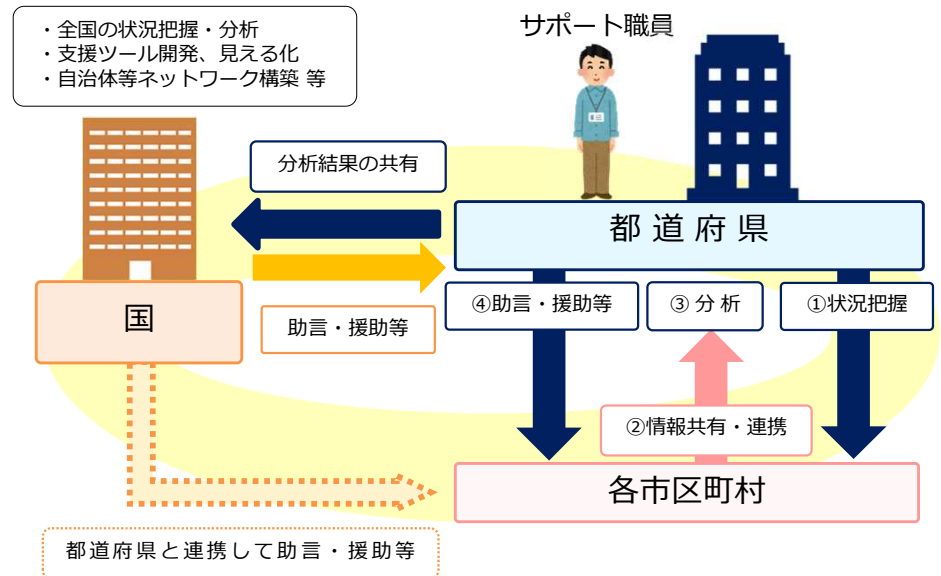 ・全国の状況把握・分析
・支援ツール開発、見える化
・自治体等ネットワーク構築 等
サポート職員
分析結果の共有
都道府県
国
助言・援助等
④助言・援助等
③分析
①状況把握
②情報共有・連携
各市区町村
都道府県と連携して助言・援助等